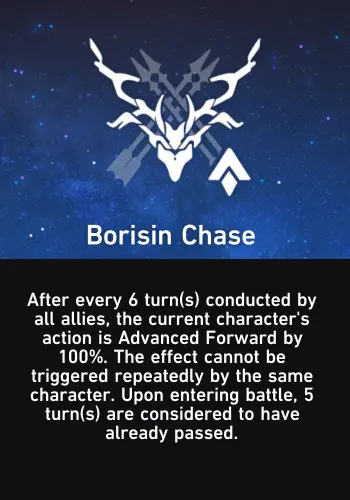 Borisin Chase
After every 6 turn(s) conducted by
all allies, the current character's
action is Advanced Forward by
100%. The effect cannot be
triggered repeatedly by the same
character. Upon entering battle, 5
turn(s) are considered to have
already passed.